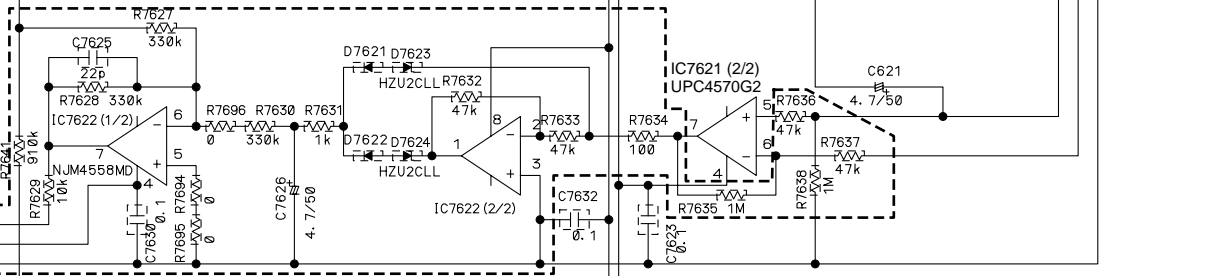 R7627
330k
C7625
22p
R7628 330k
IC7622(1/2)
6
5
7
4
NJM4558MD
R7641
910k
R7629
10k
C7630
0.1
R7694
0
R7695
0
R7696
0
R7630
330k
R7631
1k
C7626
4.7/50
D7621 D7623
HZU2CLL
D7622 D7624
HZU2CLL
R7632
47k
8
2
1
3
IC7622(2/2)
R7633
47k
C7632
0.1
R7634
100
C7623
0.1
IC7621 (2/2)
UPC4570G2
7
5
6
4
R7635 1M
R7636
47k
R7637
47k
R7638
1M
C621
4.7/50
+
-